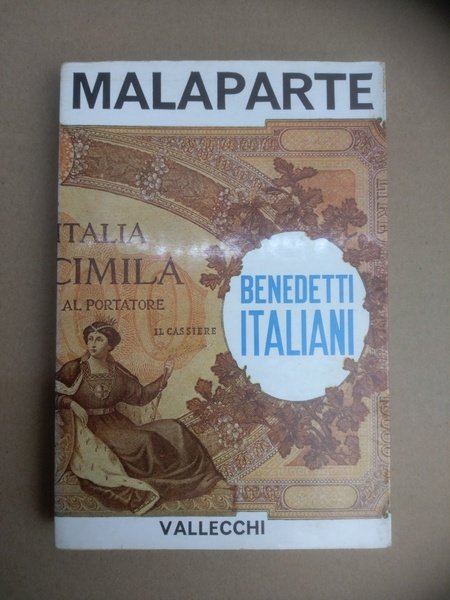 MALAPARTE
ITALIA
CIMILA
AL PORTATORE
IL CASSIERE
BENEDETTI
ITALIANI
VALLECCHI